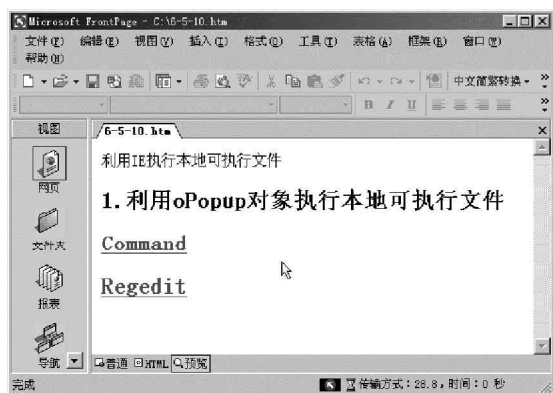 Microsoft FrontPage - C:\6-5-10.htm
文件(F) 编辑(E) 视图(V) 插入(I) 格式(O) 工具(T) 表格(A) 框架(R) 窗口(W)
帮助(H)
中文简繁转换
B I U
视图
6-5-10.htm
网页
文件夹
报表
导航
利用IE执行本地可执行文件
1.利用oPopup对象执行本地可执行文件
Command
Regedit
普通 HTML 预览
完成
传输方式:28.8,时间:0 秒